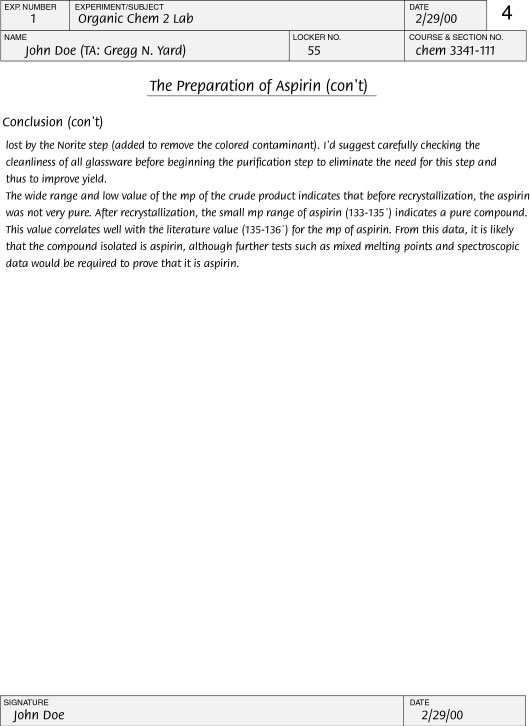 EXP. NUMBER EXPERIMENT/SUBJECT DATE 4
1 Organic Chem 2 Lab 2/29/00
NAME LOCKER NO. COURSE & SECTION NO.
John Doe (TA: Gregg N. Yard) 55 chem 3341-111
The Preparation of Aspirin (con't)
Conclusion (con't)
lost by the Norite step (added to remove the colored contaminant). I'd suggest carefully checking the
cleanliness of all glassware before beginning the purification step to eliminate the need for this step and
thus to improve yield.
The wide range and low value of the mp of the crude product indicates that before recrystallization, the aspirin
was not very pure. After recrystallization, the small mp range of aspirin (133-135˚) indicates a pure compound.
This value correlates well with the literature value (135-136˚) for the mp of aspirin. From this data, it is likely
that the compound isolated is aspirin, although further tests such as mixed melting points and spectroscopic
data would be required to prove that it is aspirin.
SIGNATURE DATE
John Doe 2/29/00